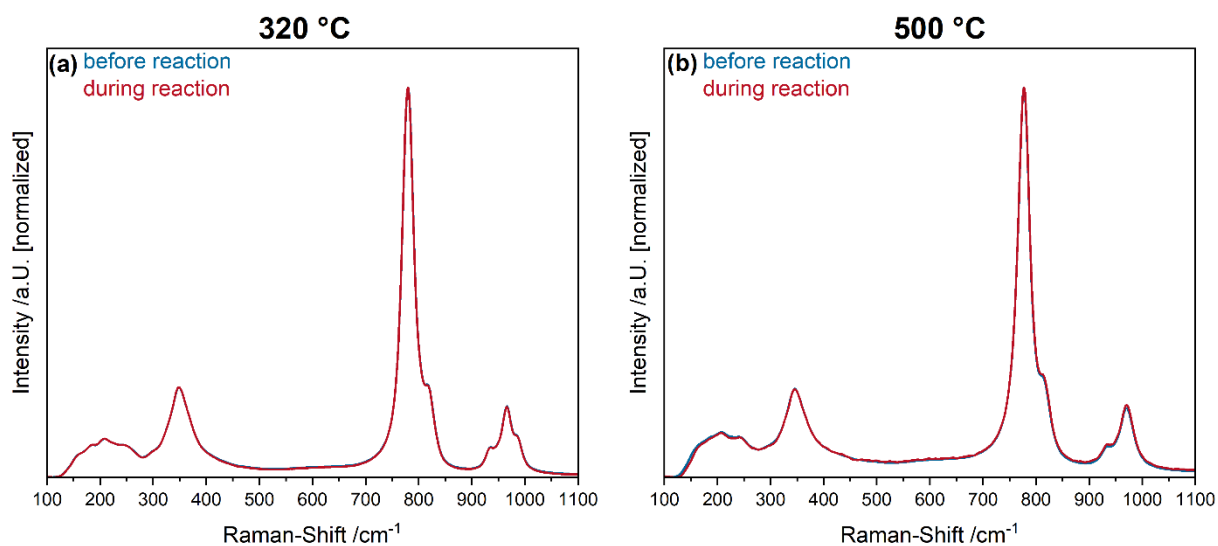 320 °C
(a) before reaction
during reaction
Intensity /a.U. [normalized]
100 200 300 400 500 600 700 800 900 1000 1100
Raman-Shift /cm⁻¹
500 °C
(b) before reaction
during reaction
Intensity /a.U. [normalized]
100 200 300 400 500 600 700 800 900 1000 1100
Raman-Shift /cm⁻¹